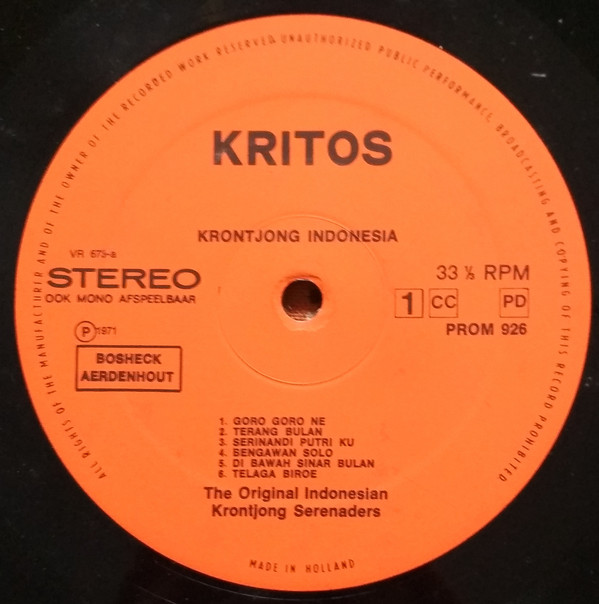 ALL RIGHTS OF THE MANUFACTURER AND OF THE OWNER OF THE RECORDED WORK RESERVED. UNAUTHORIZED PUBLIC PERFORMANCE, BROADCASTING AND COPYING OF THIS RECORD PROHIBITED
KRITOS
KRONTJONG INDONESIA
VR 675-a
STEREO
OOK MONO AFSPEELBAAR
33 ⅓ RPM
1 CC PD
PROM 926
℗ 1971
BOSHECK
AERDENHOUT
1. GORO GORO NE
2. TERANG BULAN
3. SERINANDI PUTRI KU
4. BENGAWAN SOLO
5. DI BAWAH SINAR BULAN
6. TELAGA BIROE
The Original Indonesian
Krontjong Serenaders
MADE IN HOLLAND